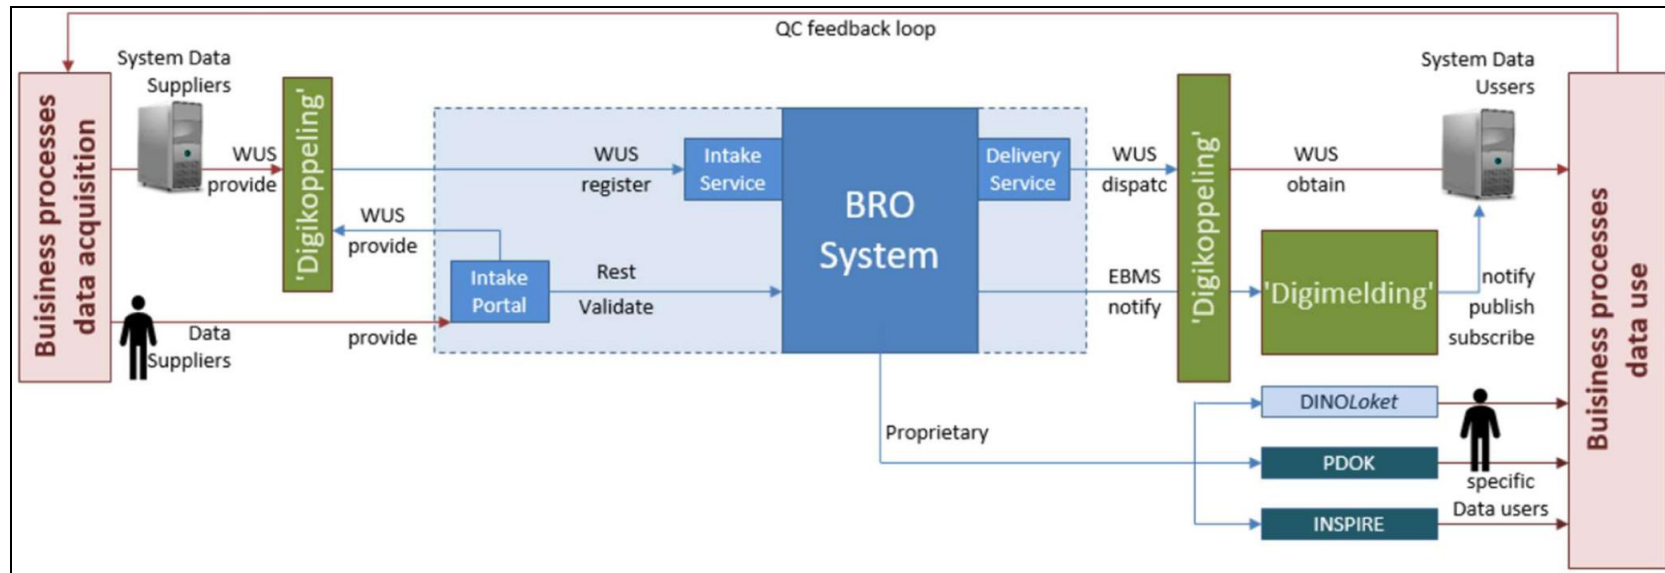 QC feedback loop
System Data
Suppliers
System Data
Ussers
Buisiness processes
data acquisition
'Digikoppeling'
WUS
provide
WUS
register
Intake
Service
BRO
System
Delivery
Service
WUS
dispatc
'Digikoppeling'
WUS
obtain
WUS
provide
Intake
Portal
Rest
Validate
EBMS
notify
'Digimelding'
notify
publish
subscribe
Buisiness processes
data use
Data
Suppliers
provide
Proprietary
DINOLoket
PDOK
INSPIRE
specific
Data users